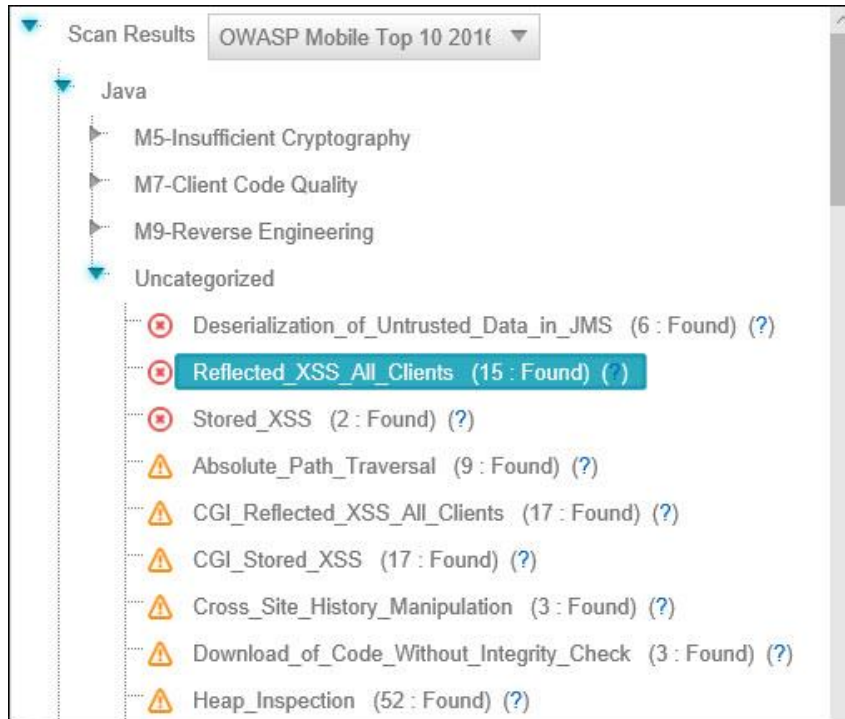 Scan Results OWASP Mobile Top 10 201
Java
M5-Insufficient Cryptography
M7-Client Code Quality
M9-Reverse Engineering
Uncategorized
Deserialization_of_Untrusted_Data_in_JMS (6 : Found) (?)
Reflected_XSS_All_Clients (15 : Found) (?)
Stored_XSS (2 : Found) (?)
Absolute_Path_Traversal (9 : Found) (?)
CGI_Reflected_XSS_All_Clients (17 : Found) (?)
CGI_Stored_XSS (17 : Found) (?)
Cross_Site_History_Manipulation (3 : Found) (?)
Download_of_Code_Without_Integrity_Check (3 : Found) (?)
Heap_Inspection (52 : Found) (?)